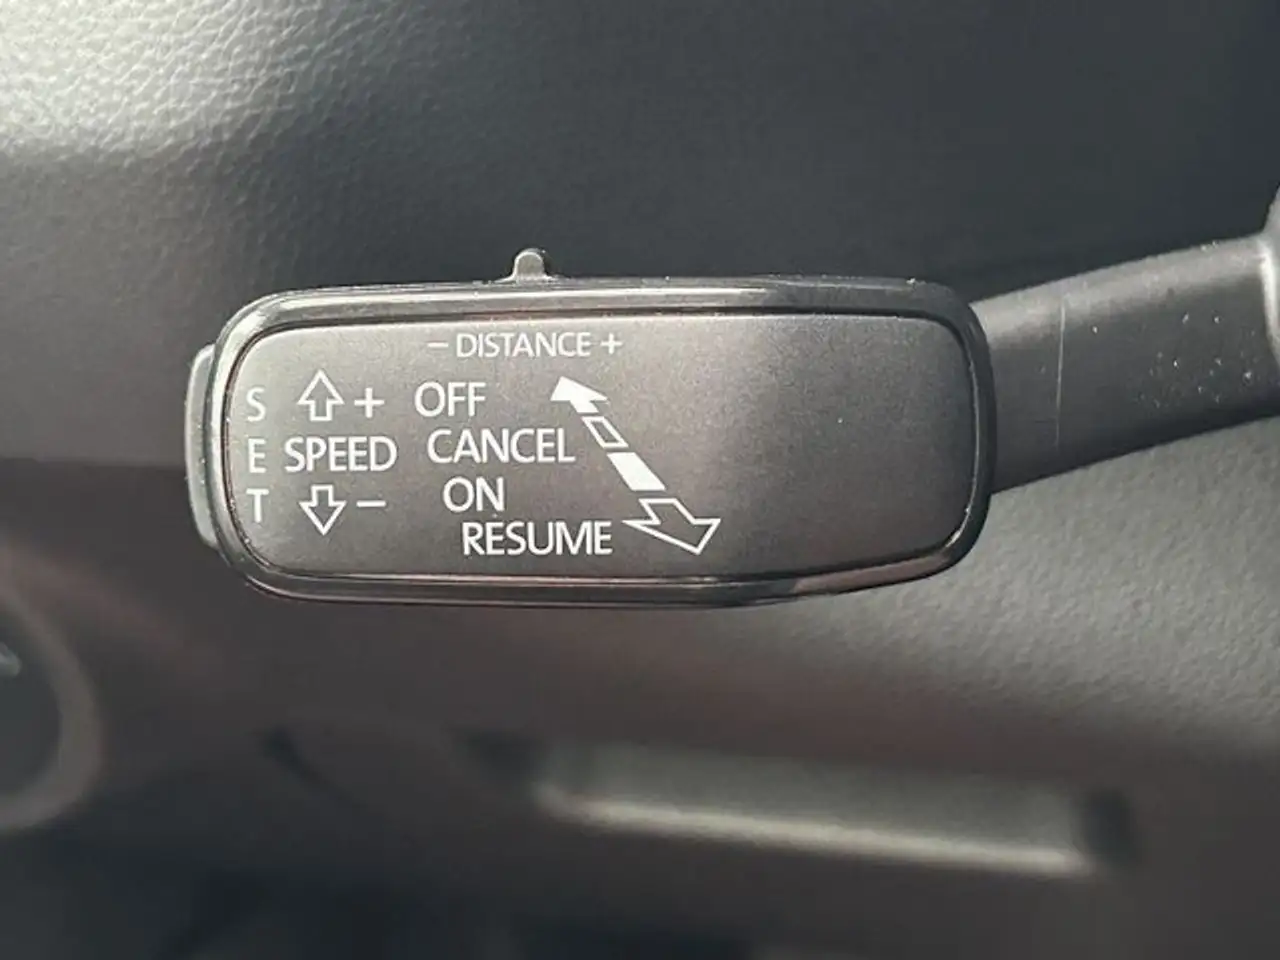 - DISTANCE +
S + OFF
E SPEED CANCEL
T - ON
RESUME